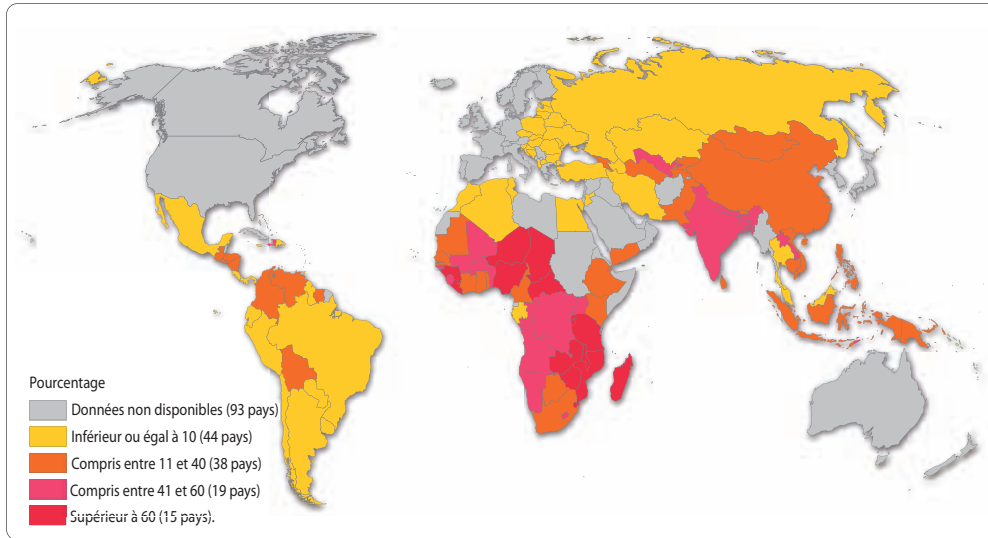 Pourcentage
Données non disponibles (93 pays)
Inférieur ou égal à 10 (44 pays)
Compris entre 11 et 40 (38 pays)
Compris entre 41 et 60 (19 pays)
Supérieur à 60 (15 pays).